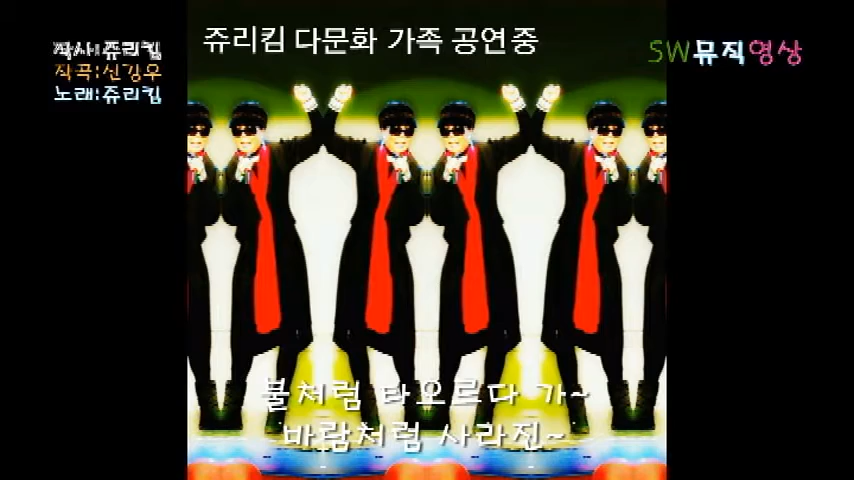 쥬리킴 다문화 가족 공연중
작사:쥬리킴
작곡:신김우
노래:쥬리킴
SW뮤직영상
불처럼 타오르다 가~
바람처럼 사라진~